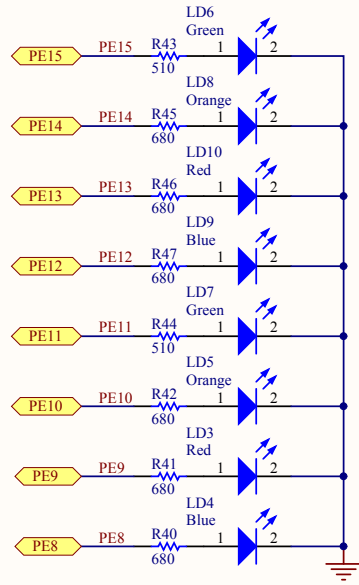 LD6
Green
PE15 PE15 R43 1 2
510
LD8
Orange
PE14 PE14 R45 1 2
680
LD10
Red
PE13 PE13 R46 1 2
680
LD9
Blue
PE12 PE12 R47 1 2
680
LD7
Green
PE11 PE11 R44 1 2
510
LD5
Orange
PE10 PE10 R42 1 2
680
LD3
Red
PE9 PE9 R41 1 2
680
LD4
Blue
PE8 PE8 R40 1 2
680